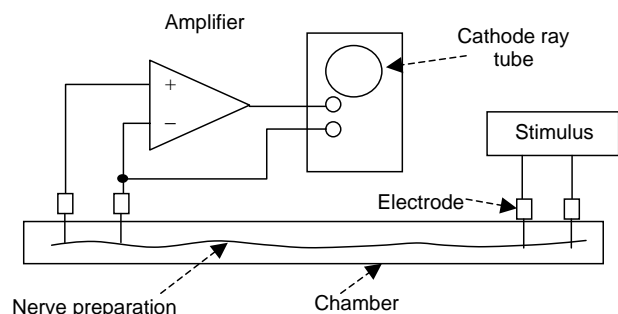 Amplifier
Cathode ray
tube
+
−
Stimulus
Electrode
Nerve preparation
Chamber